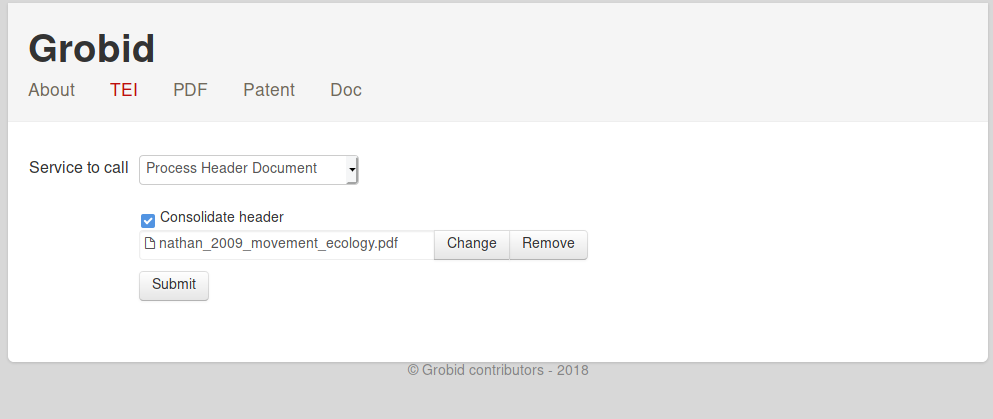 Grobid
About TEI PDF Patent Doc
Service to call Process Header Document
Consolidate header
nathan_2009_movement_ecology.pdf Change Remove
Submit
© Grobid contributors - 2018